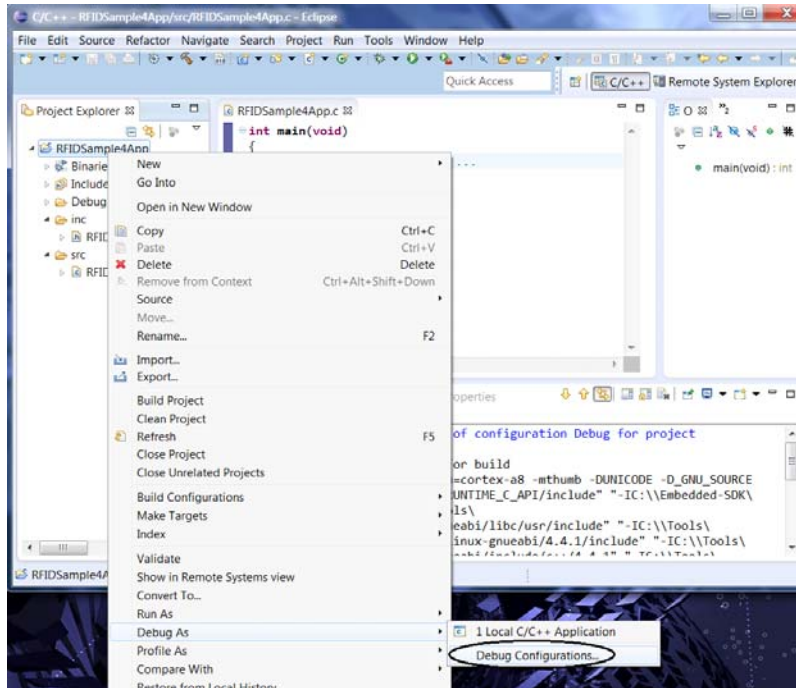 C/C++ - RFIDSample4App/src/RFIDSample4App.c - Eclipse
File Edit Source Refactor Navigate Search Project Run Tools Window Help
Quick Access
C/C++
Remote System Explorer
Project Explorer
RFIDSample4App.c
RFIDSample4App
int main(void)
{
...
main(void) : int
Binarie
Include
Debug
inc
RFID
src
RFID
New
Go Into
Open in New Window
Copy Ctrl+C
Paste Ctrl+V
Delete Delete
Remove from Context Ctrl+Alt+Shift+Down
Source
Move...
Rename... F2
Import...
Export...
Build Project
Clean Project
Refresh F5
Close Project
Close Unrelated Projects
Build Configurations
Make Targets
Index
Validate
Show in Remote Systems view
Convert To...
Run As
Debug As
Profile As
Compare With
Restore from Local History
1 Local C/C++ Application
Debug Configurations...
operties
of configuration Debug for project
or build
=cortex-a8 -mthumb -DUNICODE -D_GNU_SOURCE
UNTIME_C_API/include" "-IC:\\Embedded-SDK\
ls\
eabi/libc/usr/include" "-IC:\\Tools\
inux-gnueabi/4.4.1/include" "-IC:\\Tools\
RFIDSample4A